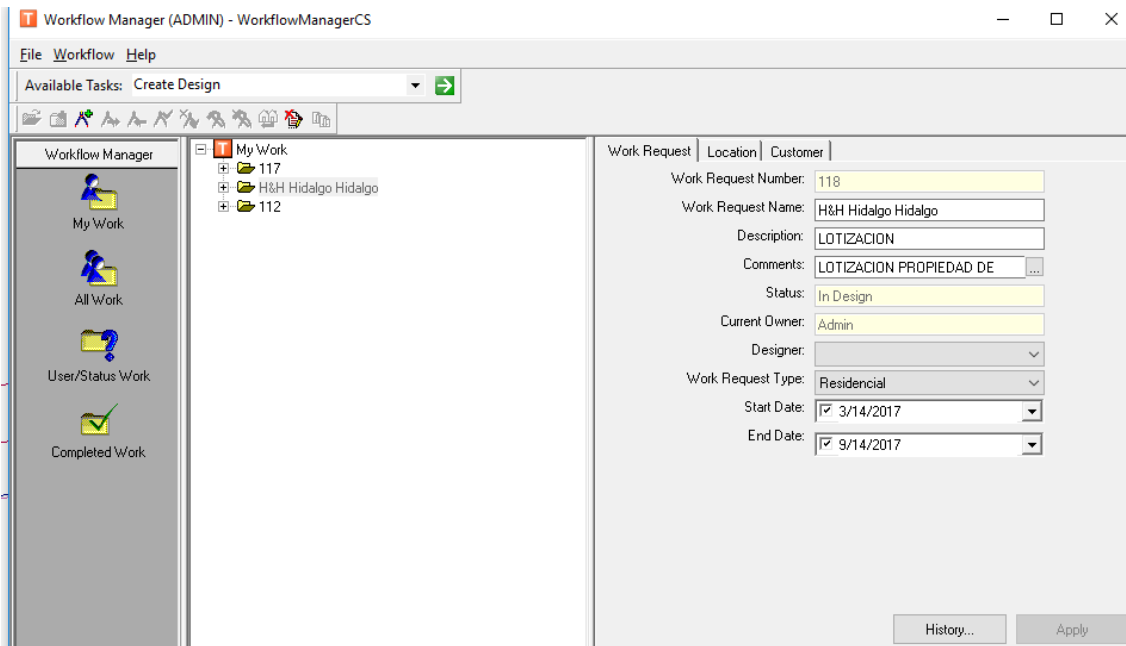 Workflow Manager (ADMIN) - WorkflowManagerCS
File Workflow Help
Available Tasks: Create Design
Workflow Manager
My Work
All Work
User/Status Work
Completed Work
My Work
117
H&H Hidalgo Hidalgo
112
Work Request Location Customer
Work Request Number: 118
Work Request Name: H&H Hidalgo Hidalgo
Description: LOTIZACION
Comments: LOTIZACION PROPIEDAD DE ...
Status: In Design
Current Owner: Admin
Designer:
Work Request Type: Residencial
Start Date: 3/14/2017
End Date: 9/14/2017
History... Apply